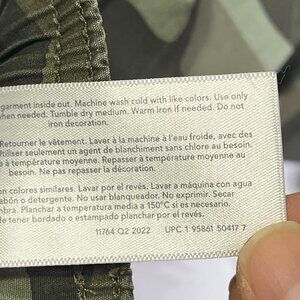 garment inside out. Machine wash cold with like colors. Use only
when needed. Tumble dry medium. Warm iron if needed. Do not
iron decoration.
Retourner le vêtement. Laver à la machine à l'eau froide, avec des
tiliser seulement un agent de blanchiment sans chlore au besoin.
e à température moyenne. Repasser à température moyenne au
besoin. Ne pas repasser la décoration.
on colores similares. Lavar por el revés. Lavar a máquina con agua
abón o detergente. No usar blanqueador. No exprimir. Secar
mbra. Planchar a temperatura media a 150°C si es necesario.
de tener bordado o estampado planchar por el revés.
11764 Q2 2022 UPC 1 95861 50417 7